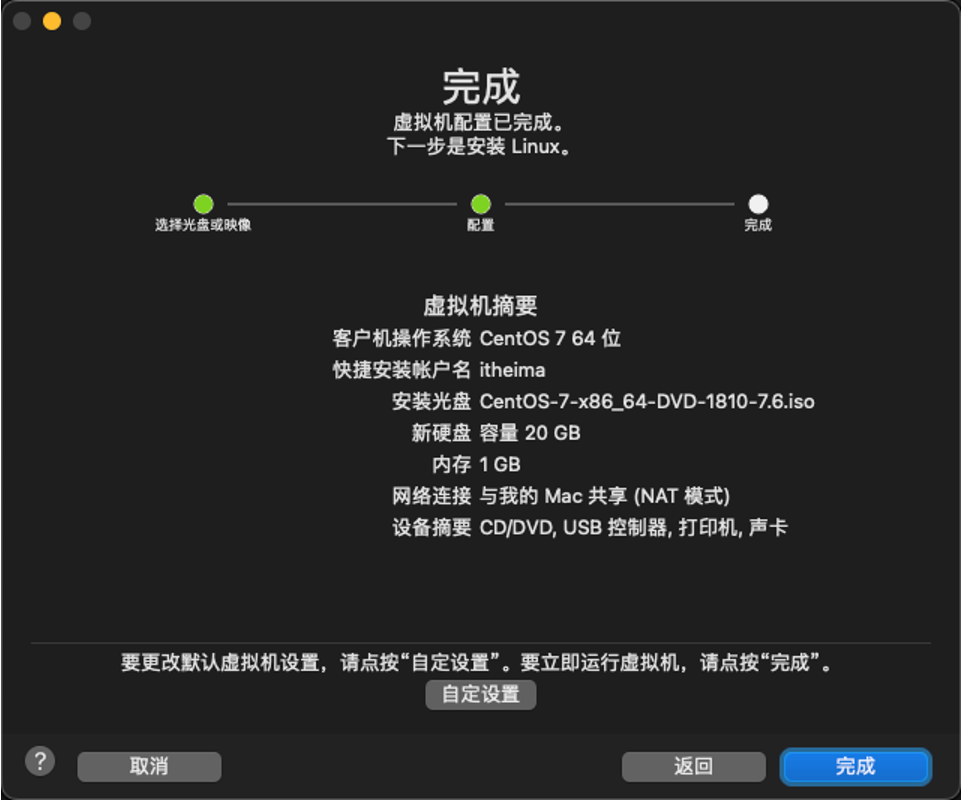 完成
虚拟机配置已完成。
下一步是安装 Linux。
选择光盘或映像 配置 完成
虚拟机摘要
客户机操作系统 CentOS 7 64 位
快捷安装帐户名 itheima
安装光盘 CentOS-7-x86_64-DVD-1810-7.6.iso
新硬盘 容量 20 GB
内存 1 GB
网络连接 与我的 Mac 共享 (NAT 模式)
设备摘要 CD/DVD, USB 控制器, 打印机, 声卡
要更改默认虚拟机设置，请点按“自定设置”。要立即运行虚拟机，请点按“完成”。
自定设置
? 取消 返回 完成